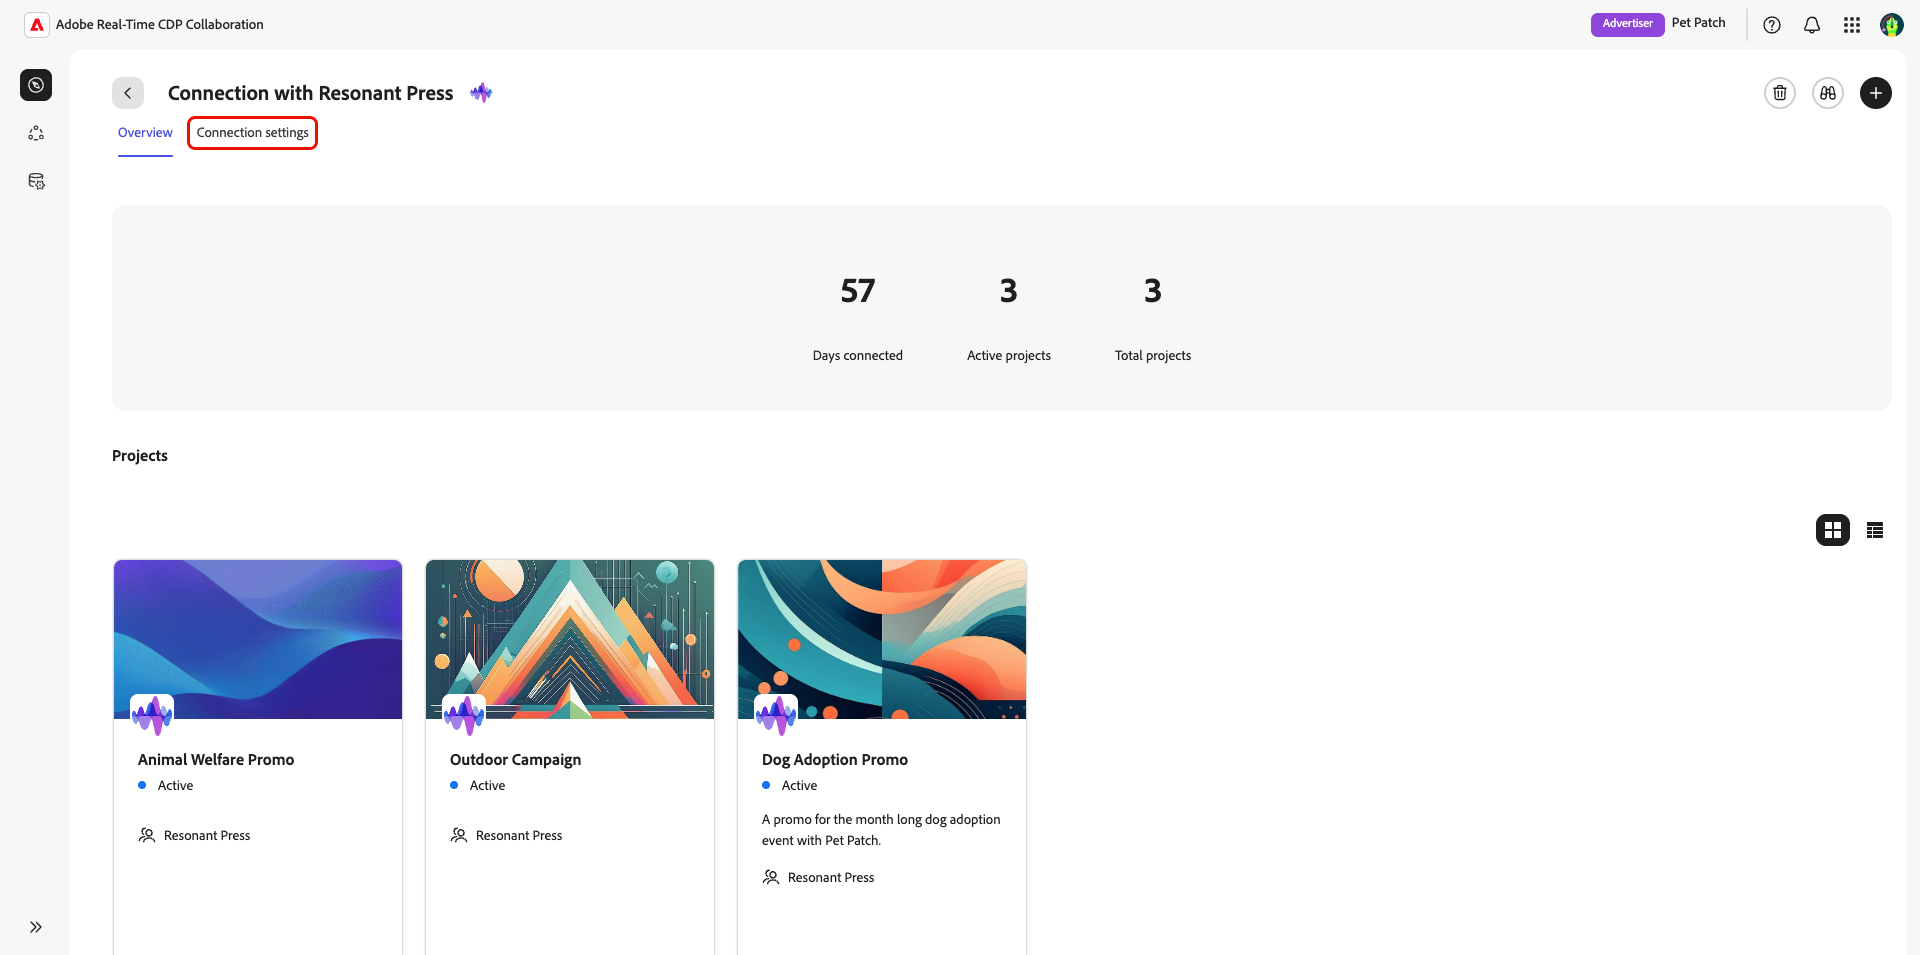 Adobe Real-Time CDP Collaboration
Advertiser Pet Patch
Connection with Resonant Press
Overview Connection settings
57 3 3
Days connected Active projects Total projects
Projects
Animal Welfare Promo
Active
Resonant Press
Outdoor Campaign
Active
Resonant Press
Dog Adoption Promo
Active
A promo for the month long dog adoption
event with Pet Patch.
Resonant Press